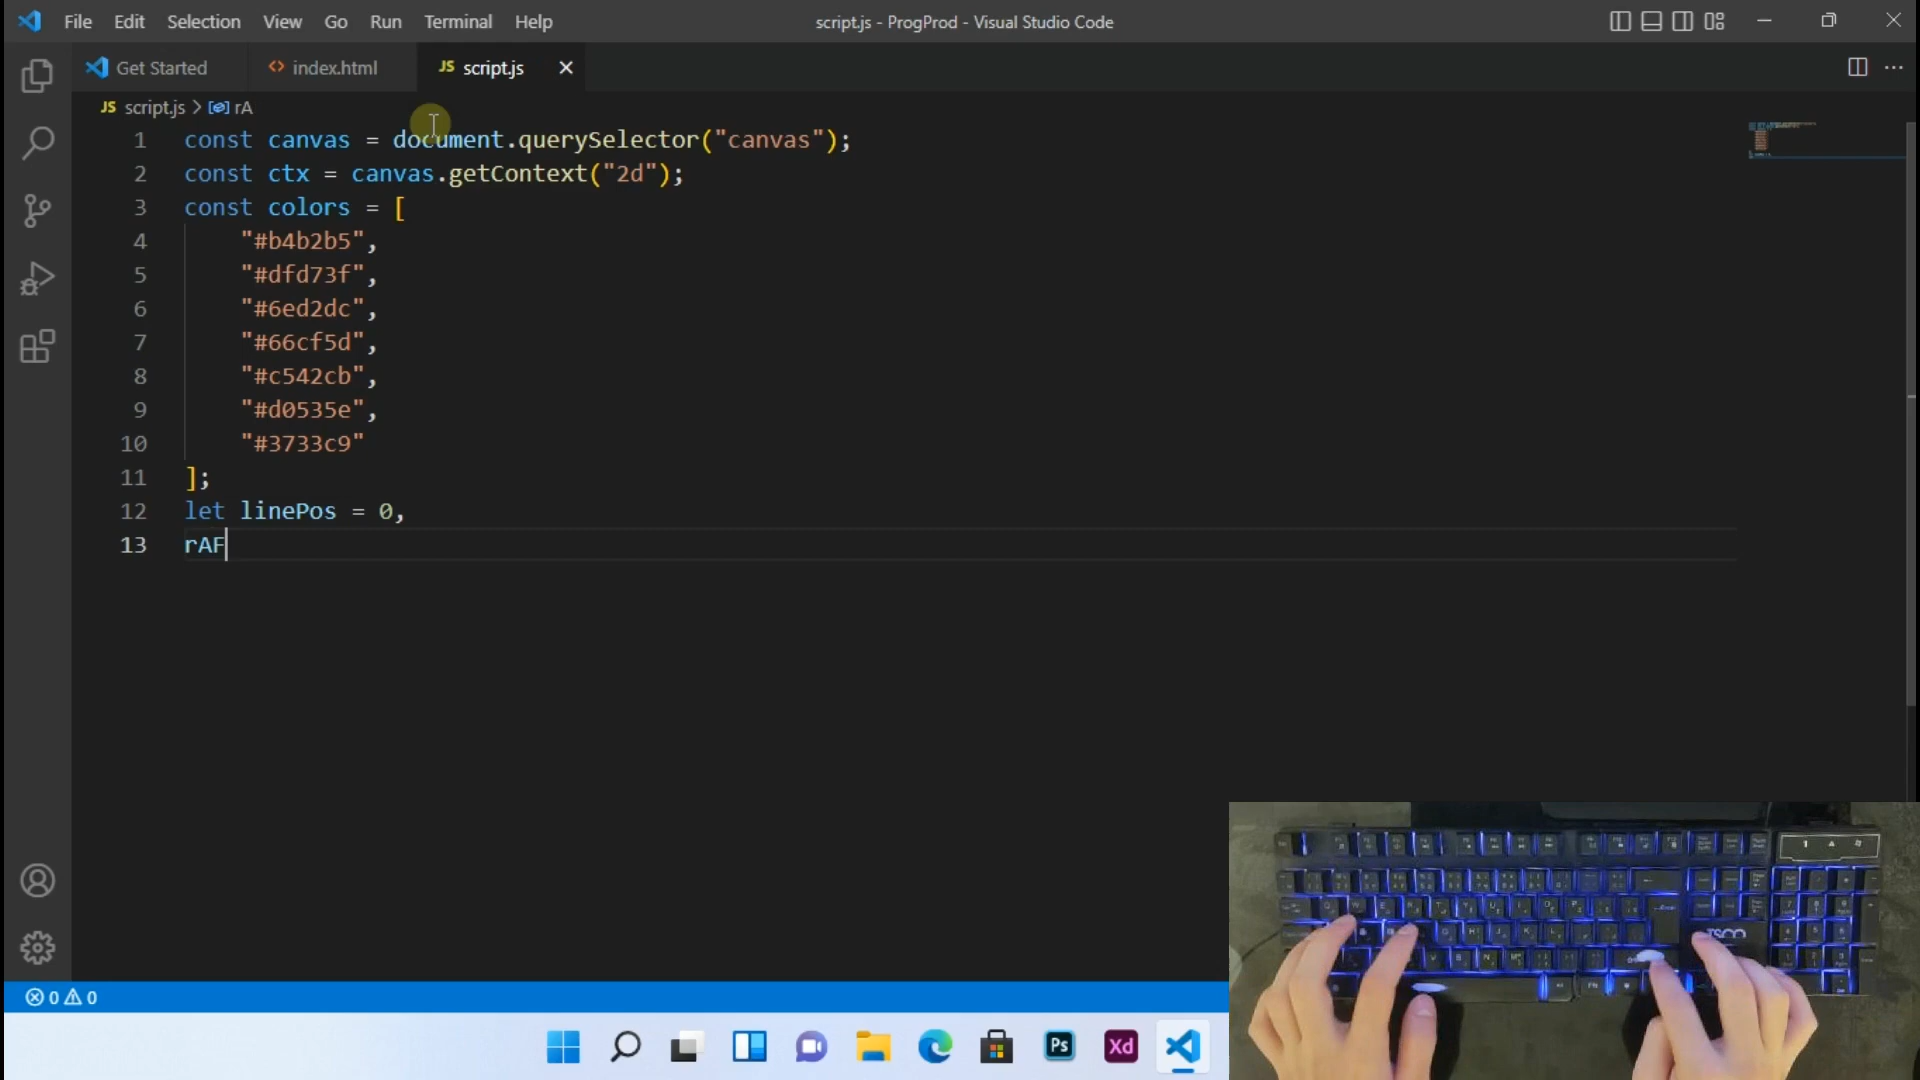 File Edit Selection View Go Run Terminal Help
script.js - ProgProd - Visual Studio Code
Get Started index.html JS script.js
JS script.js > rA
1 const canvas = document.querySelector("canvas");
2 const ctx = canvas.getContext("2d");
3 const colors = [
4 "#b4b2b5",
5 "#dfd73f",
6 "#6ed2dc",
7 "#66cf5d",
8 "#c542cb",
9 "#d0535e",
10 "#3733c9"
11 ];
12 let linePos = 0,
13 rAF
0 0
Ps Xd